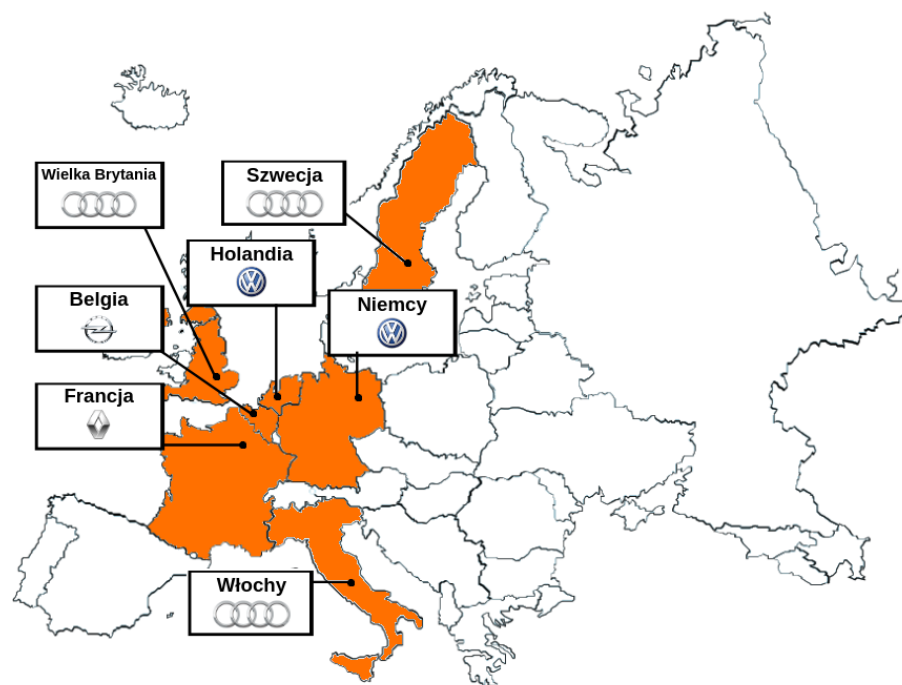 Wielka Brytania
Szwecja
Holandia
Belgia
Niemcy
Francja
Włochy